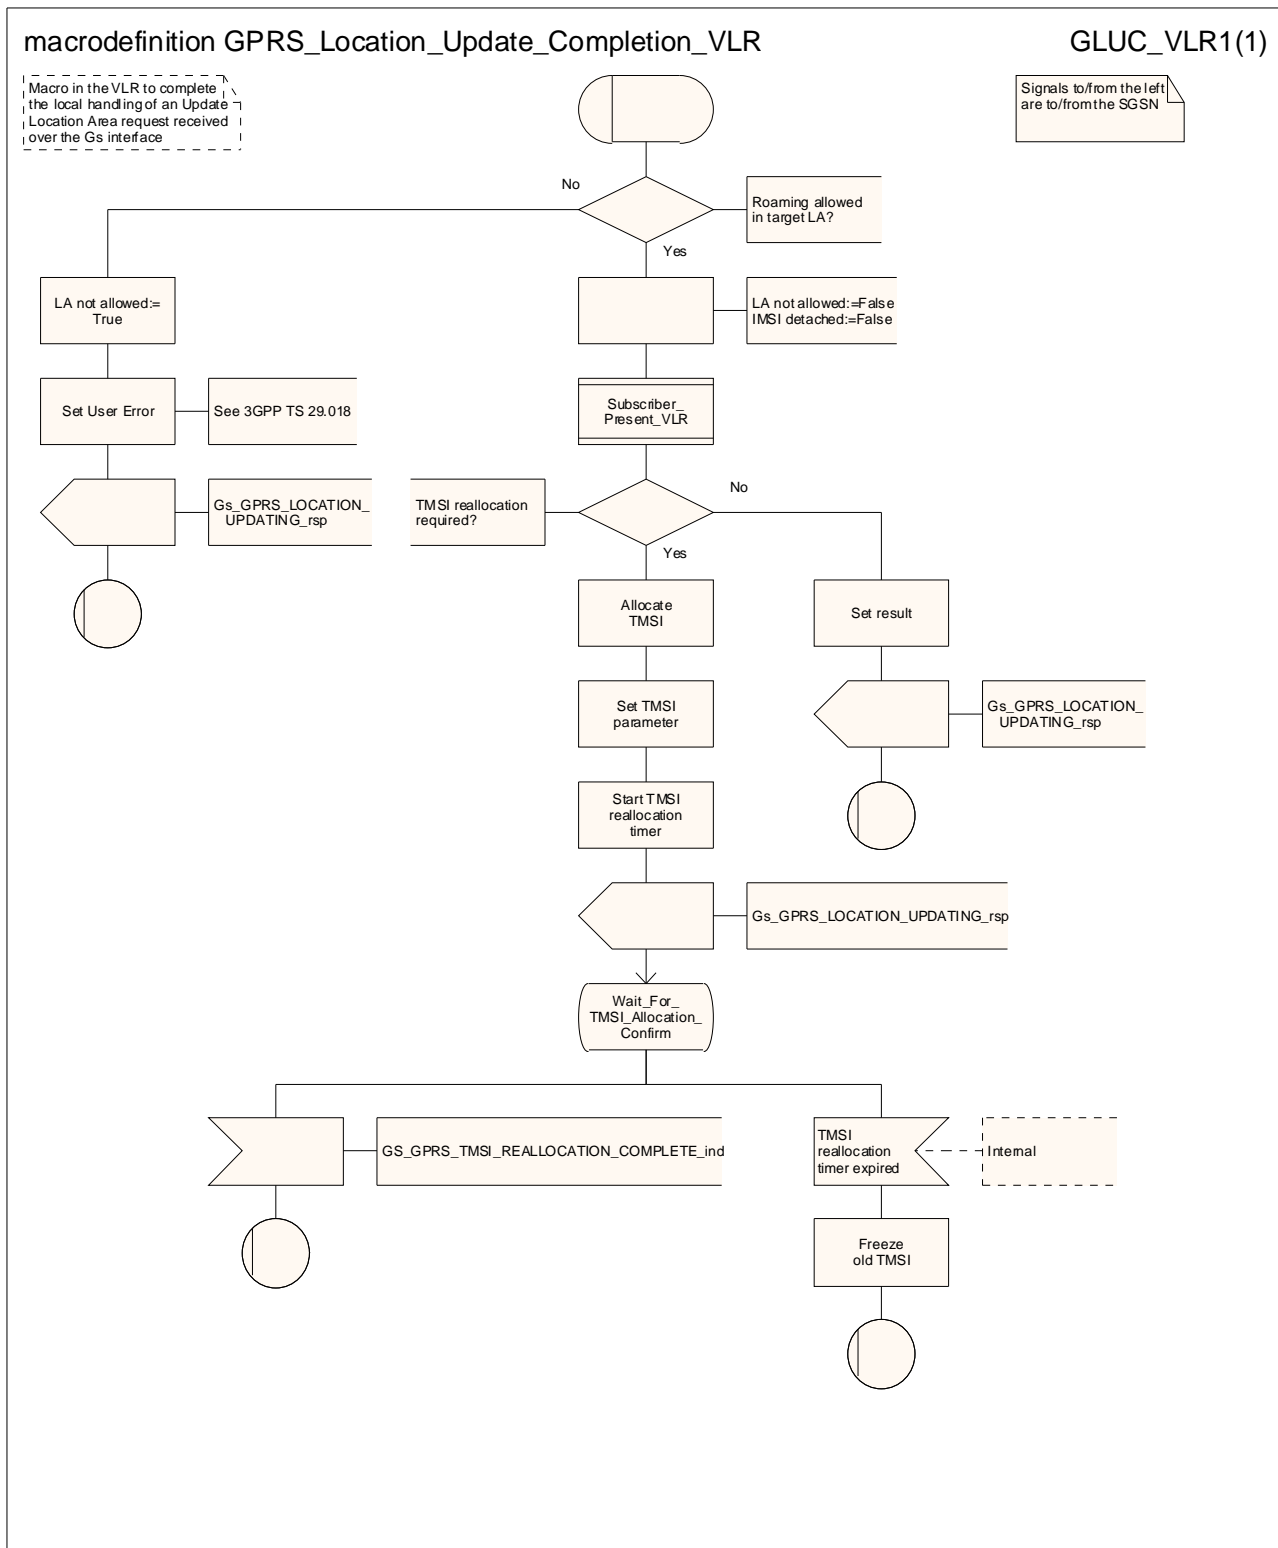 macrodefinition GPRS_Location_Update_Completion_VLR
GLUC_VLR1(1)
Macro in the VLR to complete
the local handling of an Update
Location Area request received
over the Gs interface
Signals to/from the left
are to/from the SGSN
No
Roaming allowed
in target LA?
Yes
LA not allowed:=
True
LA not allowed:=False
IMSI detached:=False
Set User Error
See 3GPP TS 29.018
Subscriber_
Present_VLR
Gs_GPRS_LOCATION_
UPDATING_rsp
TMSI reallocation
required?
No
Yes
Allocate
TMSI
Set result
Set TMSI
parameter
Gs_GPRS_LOCATION_
UPDATING_rsp
Start TMSI
reallocation
timer
Gs_GPRS_LOCATION_UPDATING_rsp
Wait_For_
TMSI_Allocation_
Confirm
GS_GPRS_TMSI_REALLOCATION_COMPLETE_ind
TMSI
reallocation
timer expired
Internal
Freeze
old TMSI